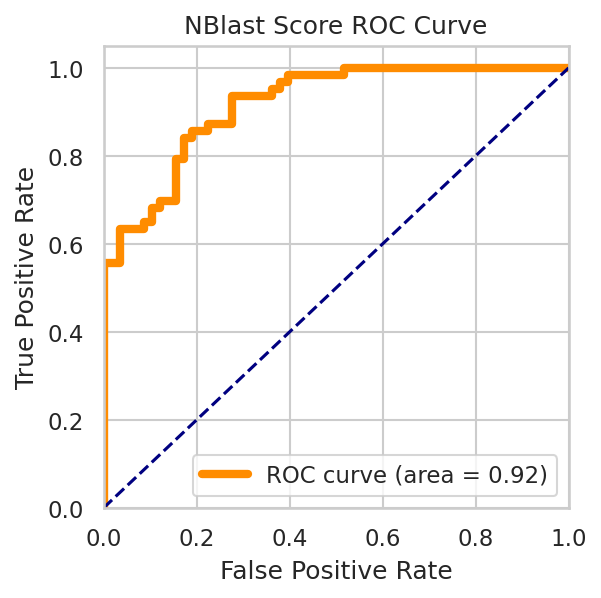 NBlast Score ROC Curve
True Positive Rate
1.0
0.8
0.6
0.4
0.2
0.0
ROC curve (area = 0.92)
0.0 0.2 0.4 0.6 0.8 1.0
False Positive Rate